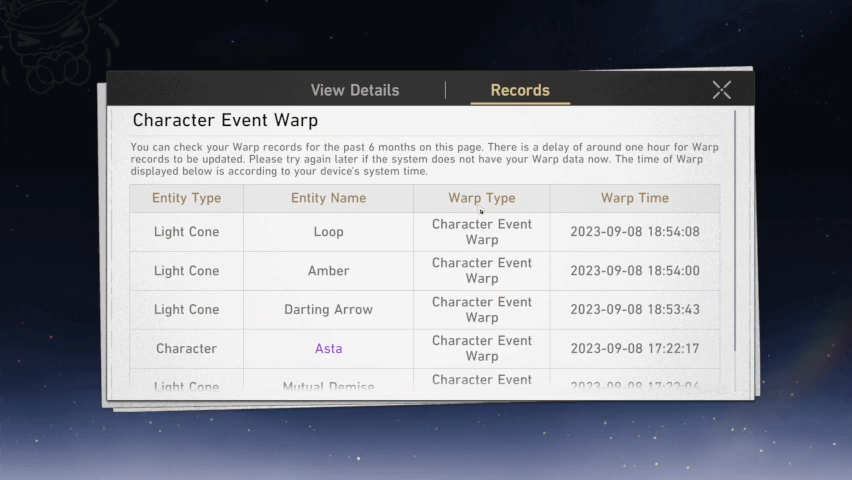 View Details
Records
Character Event Warp
You can check your Warp records for the past 6 months on this page. There is a delay of around one hour for Warp
records to be updated. Please try again later if the system does not have your Warp data now. The time of Warp
displayed below is according to your device's system time.
Entity Type Entity Name Warp Type Warp Time
Light Cone Loop Character Event Warp 2023-09-08 18:54:08
Light Cone Amber Character Event Warp 2023-09-08 18:54:00
Light Cone Darting Arrow Character Event Warp 2023-09-08 18:53:43
Character Asta Character Event Warp 2023-09-08 17:22:17
Light Cone Mutual Demise Character Event 2023-09-08 17:22:04